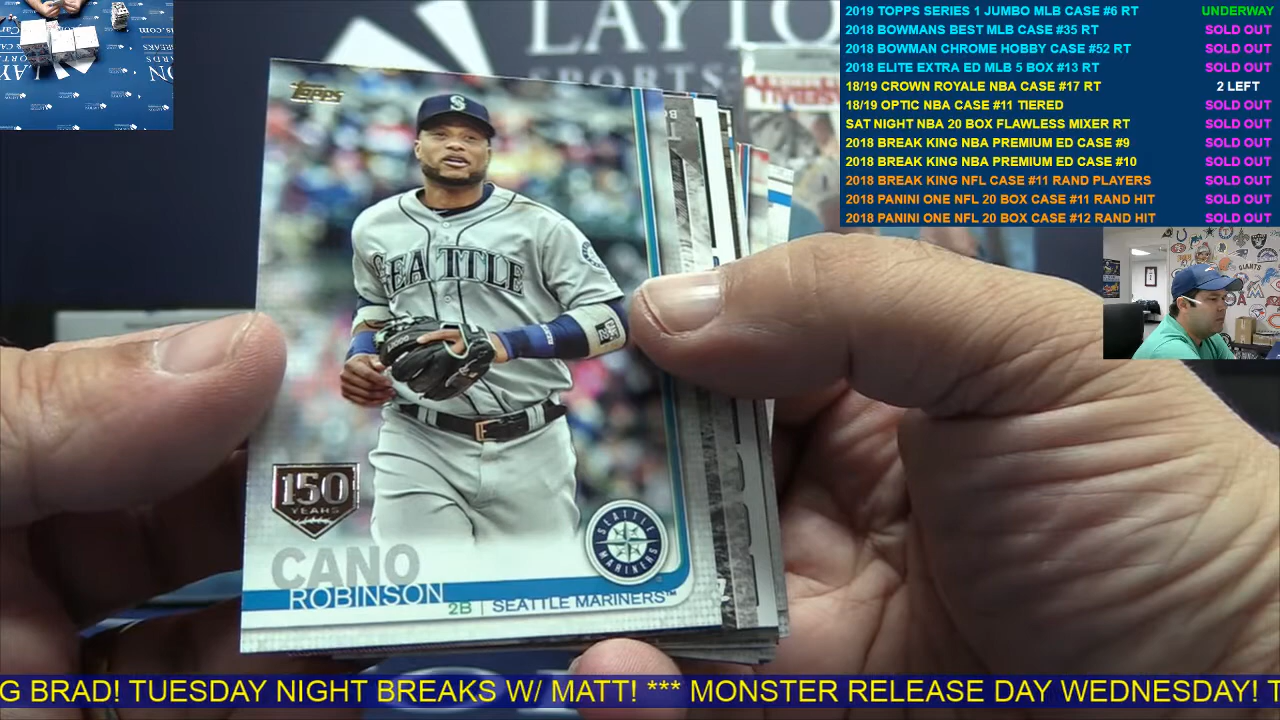 2019 TOPPS SERIES 1 JUMBO MLB CASE #6 RT UNDERWAY
2018 BOWMANS BEST MLB CASE #35 RT SOLD OUT
2018 BOWMAN CHROME HOBBY CASE #52 RT SOLD OUT
2018 ELITE EXTRA ED MLB 5 BOX #13 RT SOLD OUT
18/19 CROWN ROYALE NBA CASE #17 RT 2 LEFT
18/19 OPTIC NBA CASE #11 TIERED SOLD OUT
SAT NIGHT NBA 20 BOX FLAWLESS MIXER RT SOLD OUT
2018 BREAK KING NBA PREMIUM ED CASE #9 SOLD OUT
2018 BREAK KING NBA PREMIUM ED CASE #10 SOLD OUT
2018 BREAK KING NFL CASE #11 RAND PLAYERS SOLD OUT
2018 PANINI ONE NFL 20 BOX CASE #11 RAND HIT SOLD OUT
2018 PANINI ONE NFL 20 BOX CASE #12 RAND HIT SOLD OUT
LAYTO
SPORTS
Topps
S
SEATTLE
150
YEARS
SEATTLE
MARINERS
CANO
ROBINSON
2B | SEATTLE MARINERS™
GIANTS
G BRAD! TUESDAY NIGHT BREAKS W/ MATT! *** MONSTER RELEASE DAY WEDNESDAY! T